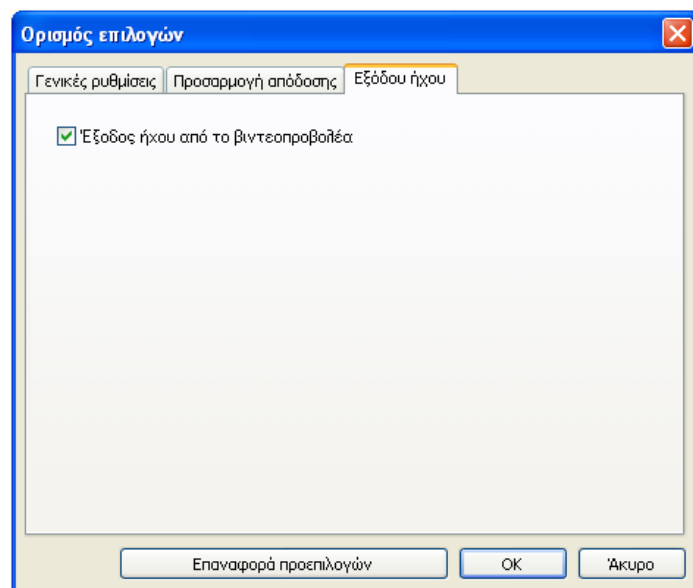 Ορισμός επιλογών
Γενικές ρυθμίσεις Προσαρμογή απόδοσης Εξόδου ήχου
Έξοδος ήχου από το βιντεοπροβολέα
Επαναφορά προεπιλογών OK Άκυρο